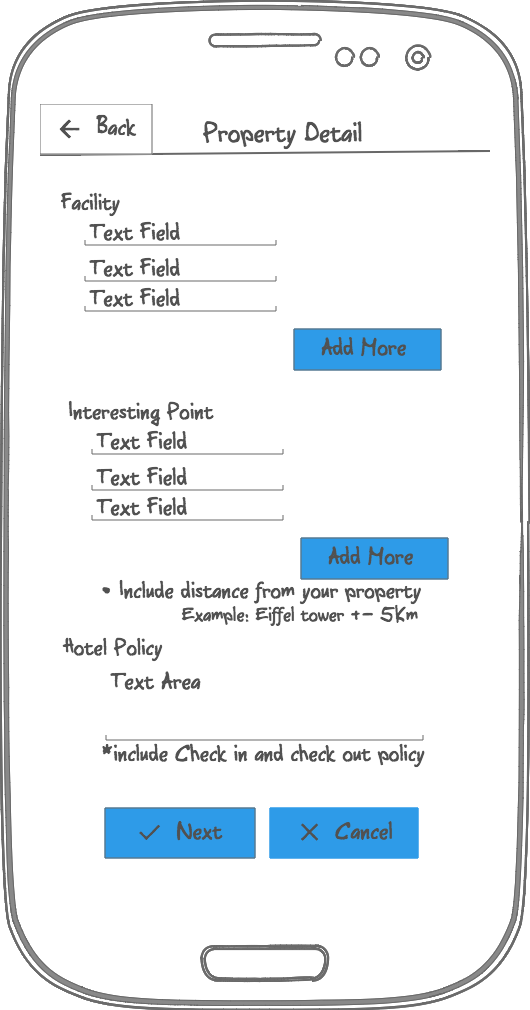 Back
Property Detail
Facility
Text Field
Text Field
Text Field
Add More
Interesting Point
Text Field
Text Field
Text Field
Add More
• Include distance from your property
Example: Eiffel tower +- 5Km
Hotel Policy
Text Area
*include Check in and check out policy
Next
Cancel